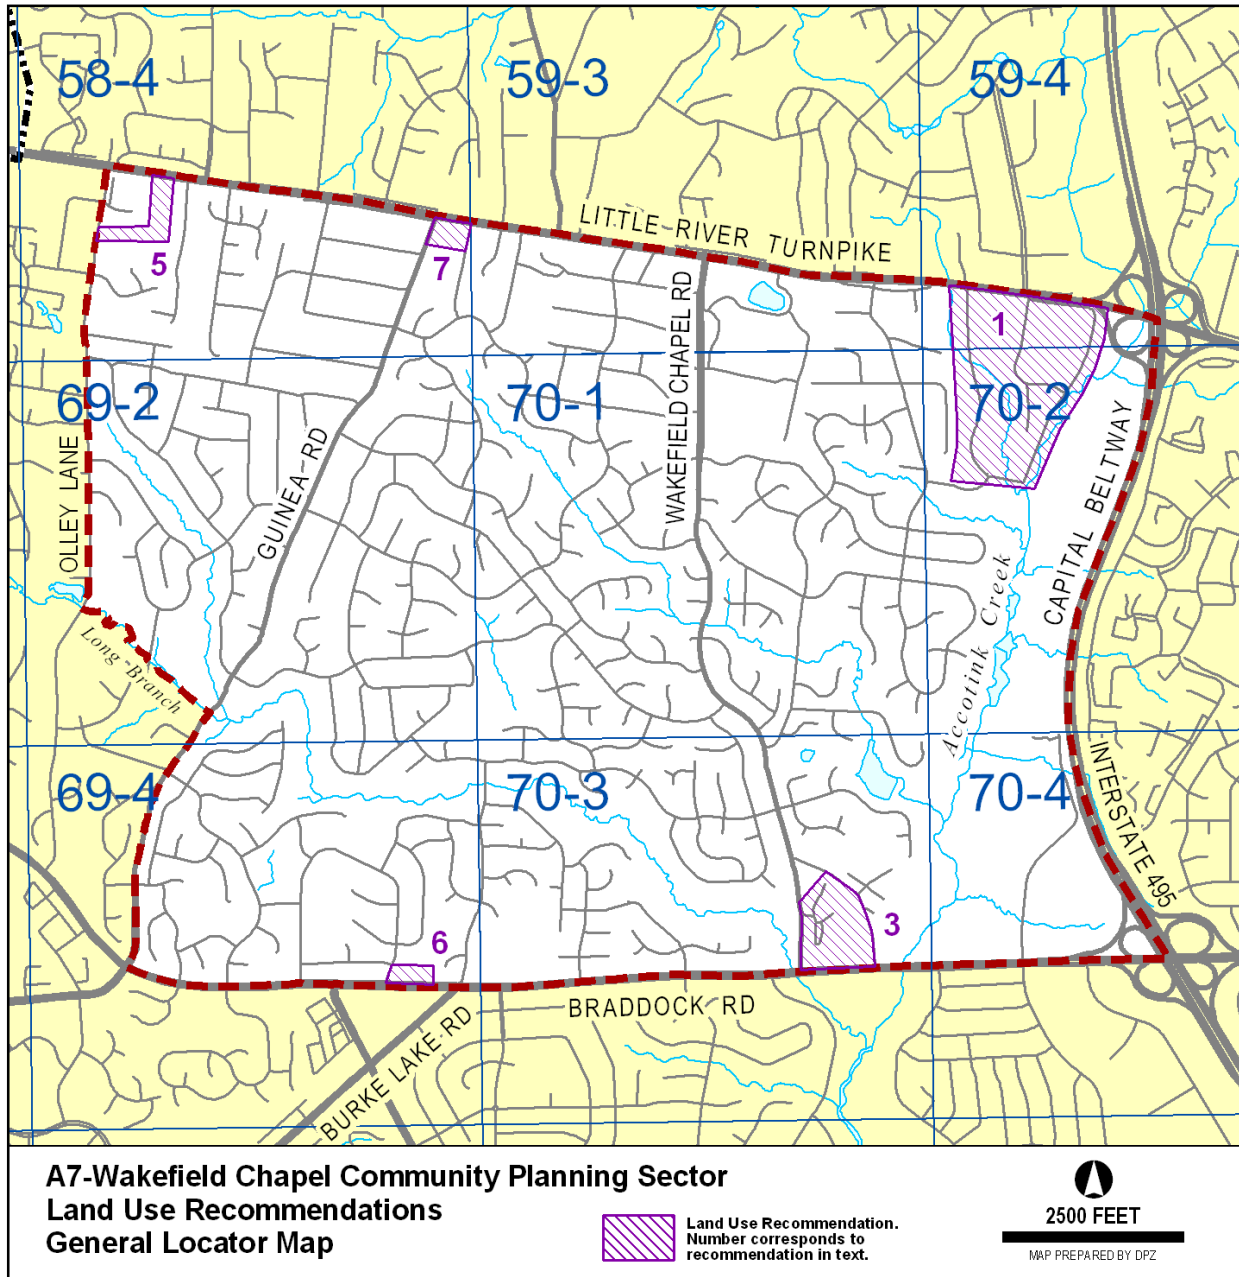 58-4
59-3
59-4
LITTLE RIVER TURNPIKE
5
7
1
WAKEFIELD CHAPEL RD
69-2
70-1
70-2
OLLEY LANE
GUINEA RD
CAPITAL BELTWAY
Accotink Creek
Long Branch
69-4
70-3
70-4
INTERSTATE 495
3
6
BRADDOCK RD
BURKE LAKE RD
A7-Wakefield Chapel Community Planning Sector
Land Use Recommendations
General Locator Map
Land Use Recommendation.
Number corresponds to
recommendation in text.
2500 FEET
MAP PREPARED BY DPZ